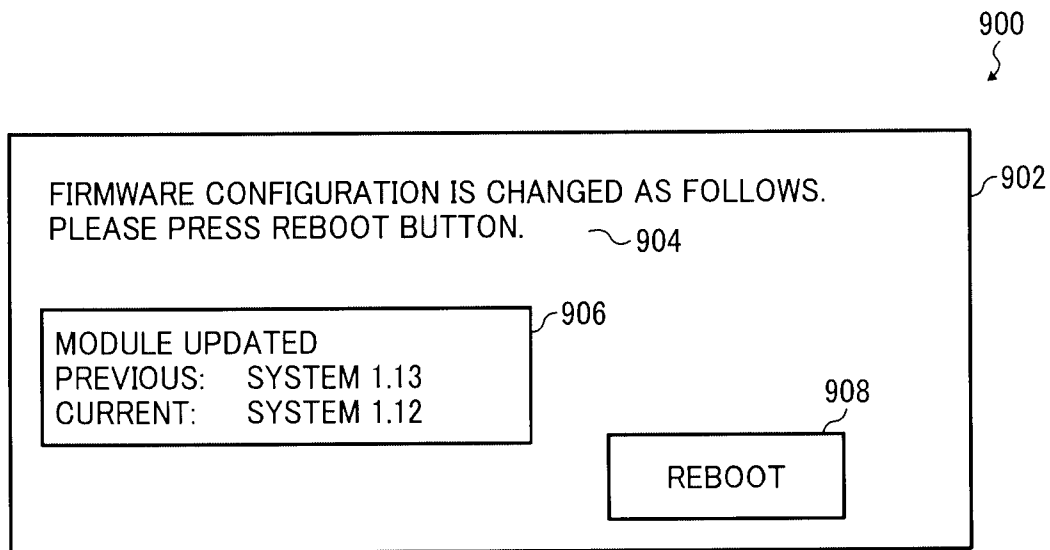 900
FIRMWARE CONFIGURATION IS CHANGED AS FOLLOWS.
PLEASE PRESS REBOOT BUTTON.
902
904
MODULE UPDATED
PREVIOUS: SYSTEM 1.13
CURRENT: SYSTEM 1.12
906
908
REBOOT